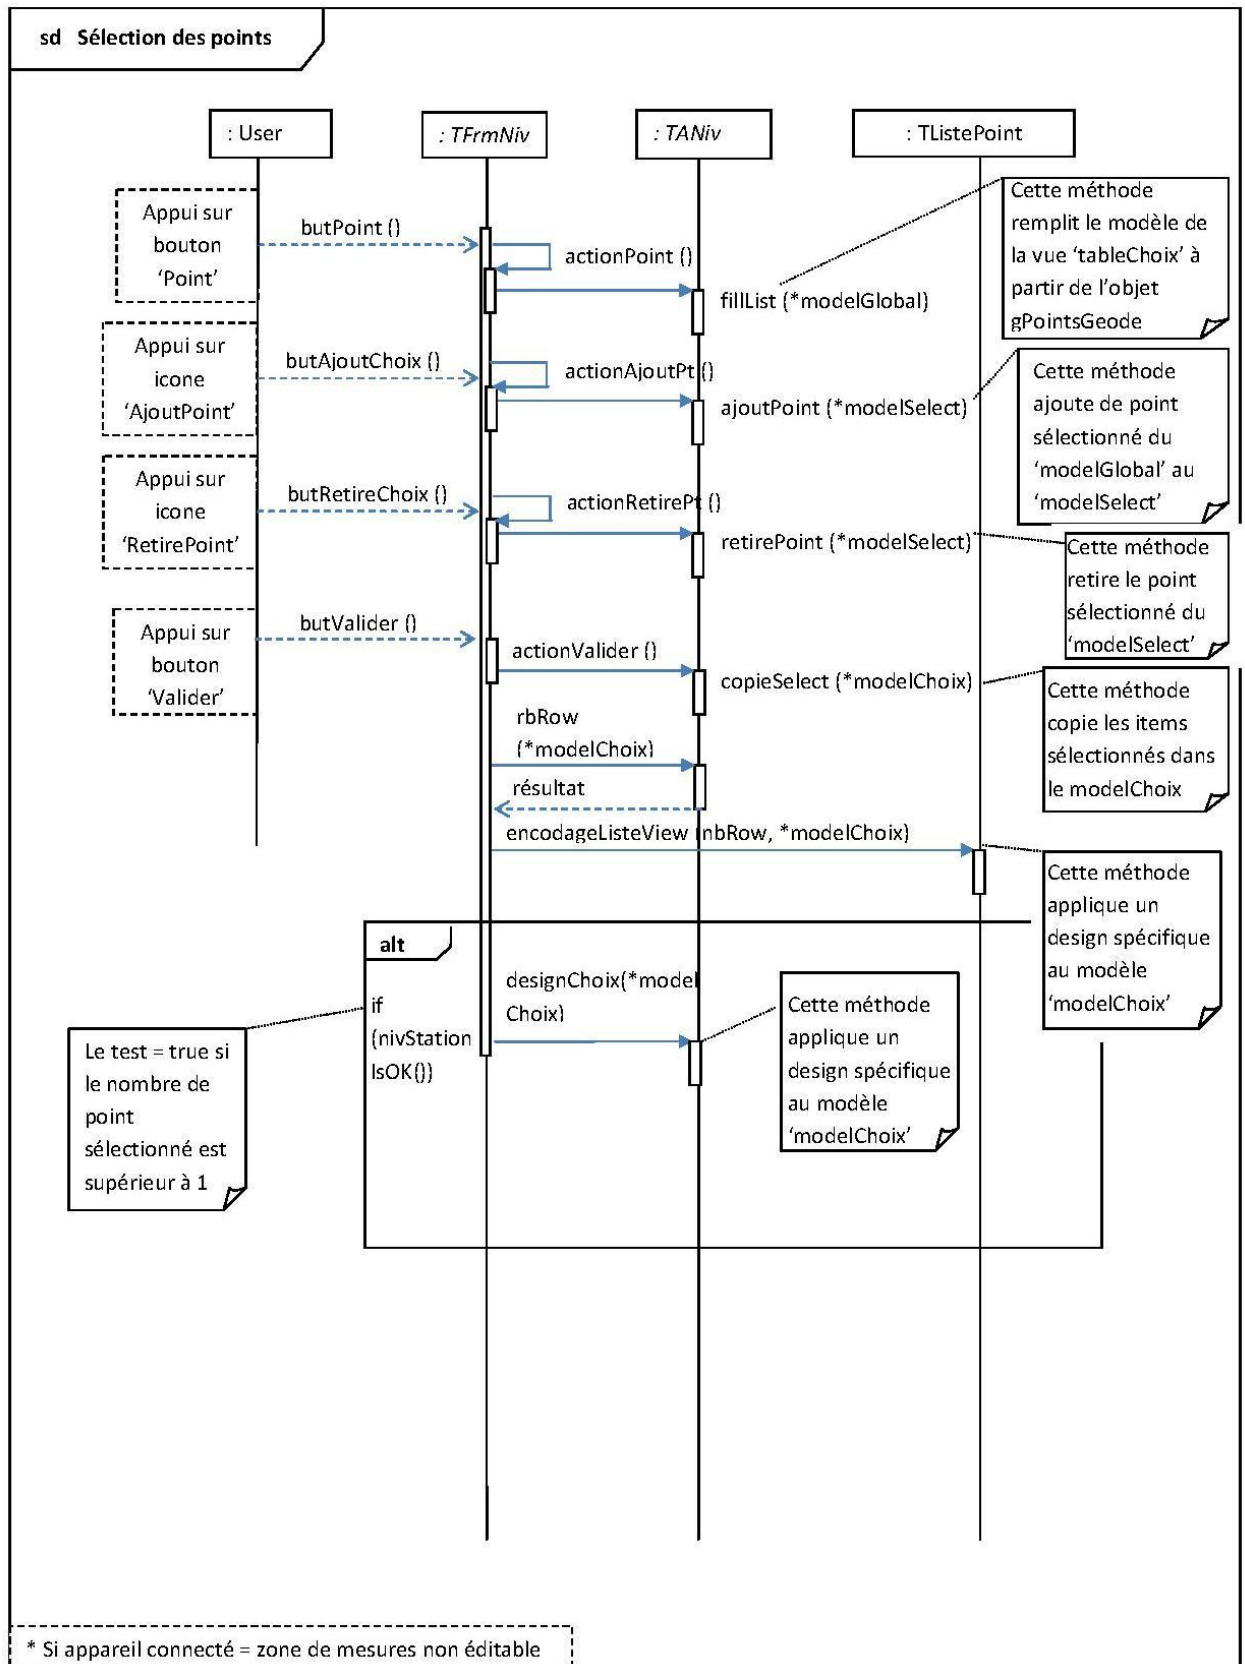 sd Sélection des points
: User
: TFrmNiv
: TANiv
: TListePoint
Appui sur
bouton
‘Point’
butPoint ()
actionPoint ()
fillList (*modelGlobal)
Cette méthode
remplit le modèle de
la vue ‘tableChoix’ à
partir de l’objet
gPointsGeode
Appui sur
icone
‘AjoutPoint’
butAjoutChoix ()
actionAjoutPt ()
ajoutPoint (*modelSelect)
Cette méthode
ajoute de point
sélectionné du
‘modelGlobal’ au
‘modelSelect’
Appui sur
icone
‘RetirePoint’
butRetireChoix ()
actionRetirePt ()
retirePoint (*modelSelect)
Cette méthode
retire le point
sélectionné du
‘modelSelect’
Appui sur
bouton
‘Valider’
butValider ()
actionValider ()
copieSelect (*modelChoix)
Cette méthode
copie les items
sélectionnés dans
le modelChoix
rbRow
(*modelChoix)
résultat
encodageListeView (nbRow, *modelChoix)
Cette méthode
applique un
design spécifique
au modèle
‘modelChoix’
alt
if
(nivStation
IsOK())
designChoix(*model
Choix)
Cette méthode
applique un
design spécifique
au modèle
‘modelChoix’
Le test = true si
le nombre de
point
sélectionné est
supérieur à 1
* Si appareil connecté = zone de mesures non éditable